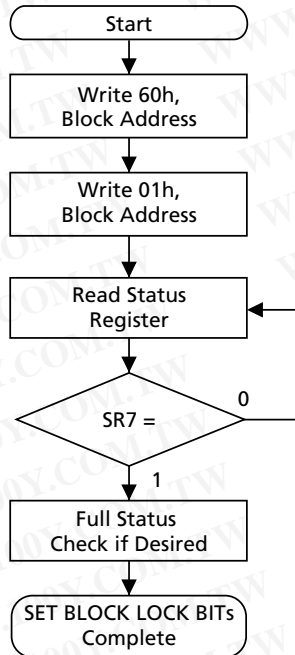 Start
Write 60h,
Block Address
Write 01h,
Block Address
Read Status
Register
SR7 =
0
1
Full Status
Check if Desired
SET BLOCK LOCK BITs
Complete